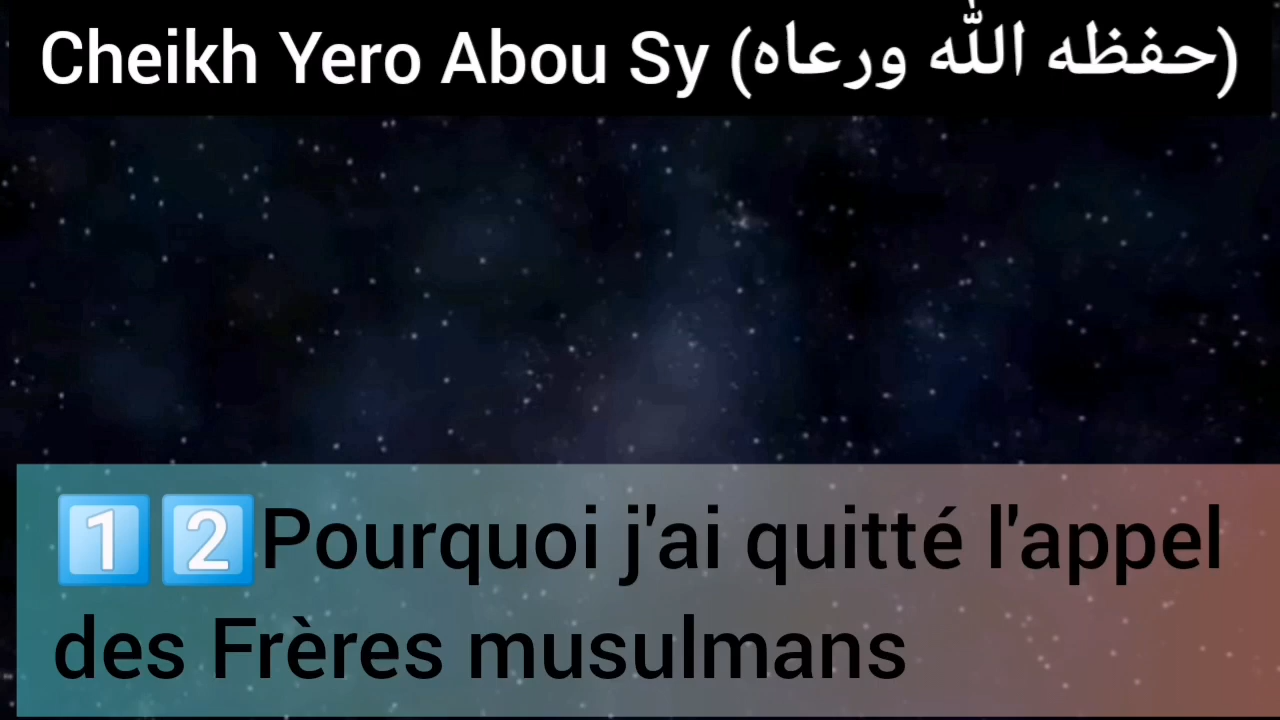 Cheikh Yero Abou Sy (حفظه الله ورعاه)
1️⃣2️⃣Pourquoi j'ai quitté l'appel
des Frères musulmans